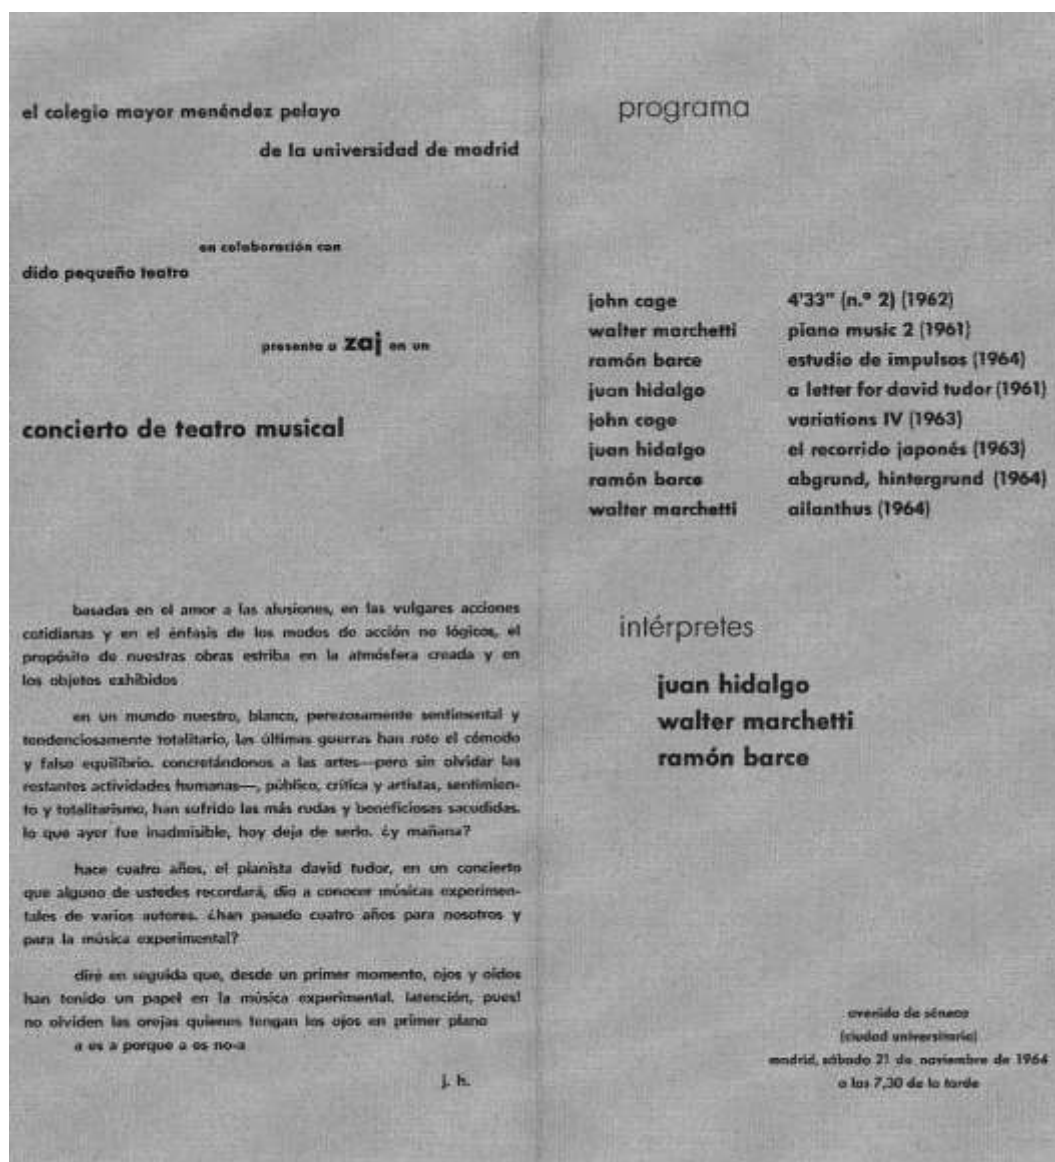 el colegio mayor menéndez pelayo
de la universidad de madrid
en colaboración con
dido pequeño teatro
presenta a zaj en un
concierto de teatro musical
basadas en el amor a las alusiones, en las vulgares acciones
cotidianas y en el énfasis de los modos de acción no lógicos, el
propósito de nuestras obras estriba en la atmósfera creada y en
los objetos exhibidos
en un mundo nuestro, blanco, perezosamente sentimental y
tendenciosamente totalitario, las últimas guerras han roto el cómodo
y falso equilibrio. concretándonos a las artes—pero sin olvidar las
restantes actividades humanas—, público, crítica y artistas, sentimien-
to y totalitarismo, han sufrido las más rudas y beneficiosas sacudidas.
lo que ayer fue inadmisible, hoy deja de serlo. ¿y mañana?
hace cuatro años, el pianista david tudor, en un concierto
que alguno de ustedes recordará, dio a conocer músicas experimen-
tales de varios autores. ¿han pasado cuatro años para nosotros y
para la música experimental?
diré en seguida que, desde un primer momento, ojos y oídos
han tenido un papel en la música experimental. ¡atención, pues!
no olviden las orejas quienes tengan los ojos en primer plano
a es a porque a es no-a
j. h.
programa
john cage 4'33" (n.º 2) (1962)
walter marchetti piano music 2 (1961)
ramón barce estudio de impulsos (1964)
juan hidalgo a letter for david tudor (1961)
john cage variations IV (1963)
juan hidalgo el recorrido japonés (1963)
ramón barce abgrund, hintergrund (1964)
walter marchetti ailanthus (1964)
intérpretes
juan hidalgo
walter marchetti
ramón barce
avenida de séneca
(ciudad universitaria)
madrid, sábado 21 de noviembre de 1964
a las 7,30 de la tarde